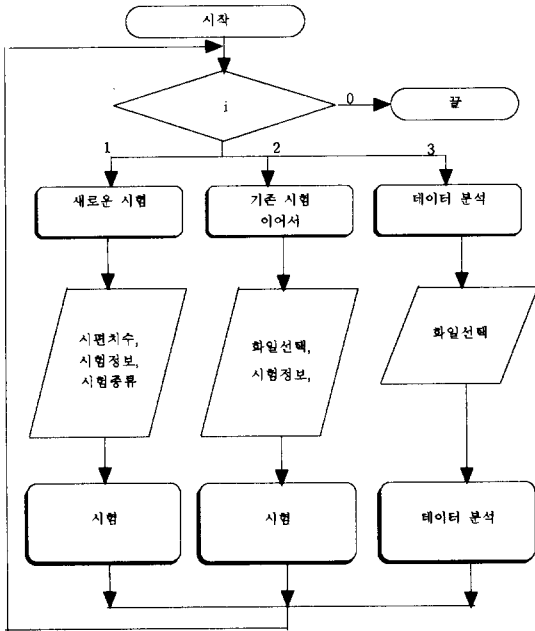 시작
i
0
끝
1
2
3
새로운 시험
기존 시험
이어서
데이터 분석
시편치수,
시험정보,
시험종류
화일선택,
시험정보,
화일선택
시험
시험
데이터 분석